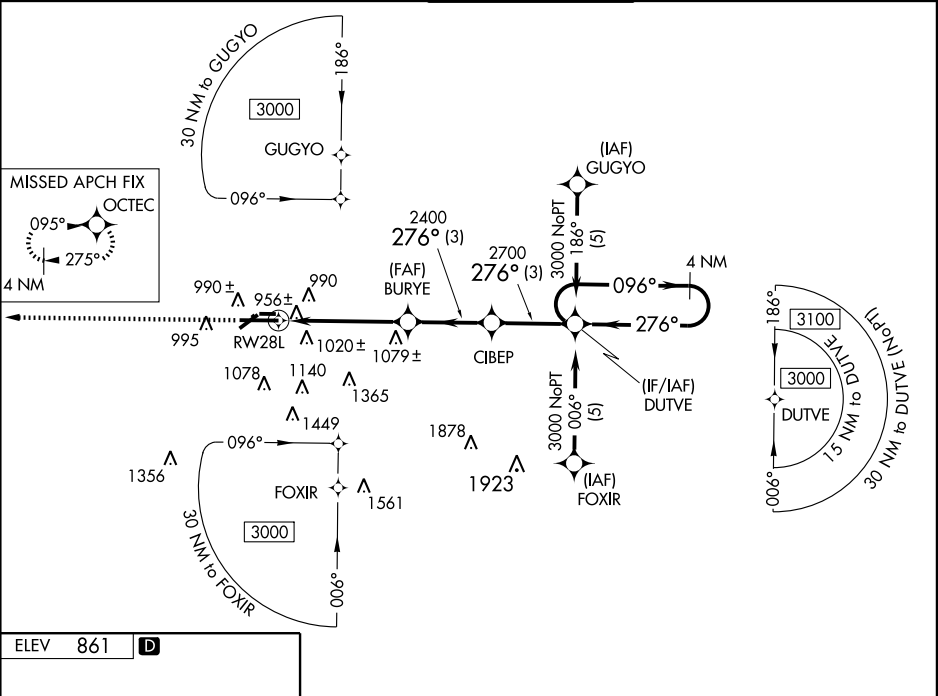 30 NM to GUGYO
186°
3000
GUGYO
096°
MISSED APCH FIX
OCTEC
095°
275°
4 NM
(IAF)
GUGYO
3000 NoPT
186°
(5)
2400
276° (3)
2700
276° (3)
(FAF)
BURYE
4 NM
096°
276°
990 ±
956 ±
990
995
RW28L
1020 ±
1079 ±
CIBEP
(IF/IAF)
DUTVE
186°
3100
3000
DUTVE
15 NM to DUTVE
30 NM to DUTVE (NoPT)
006°
1078
1140
1365
1449
3000 NoPT
006°
(5)
1878
1923
(IAF)
FOXIR
1356
096°
FOXIR
1561
3000
30 NM to FOXIR
006°
ELEV 861 D